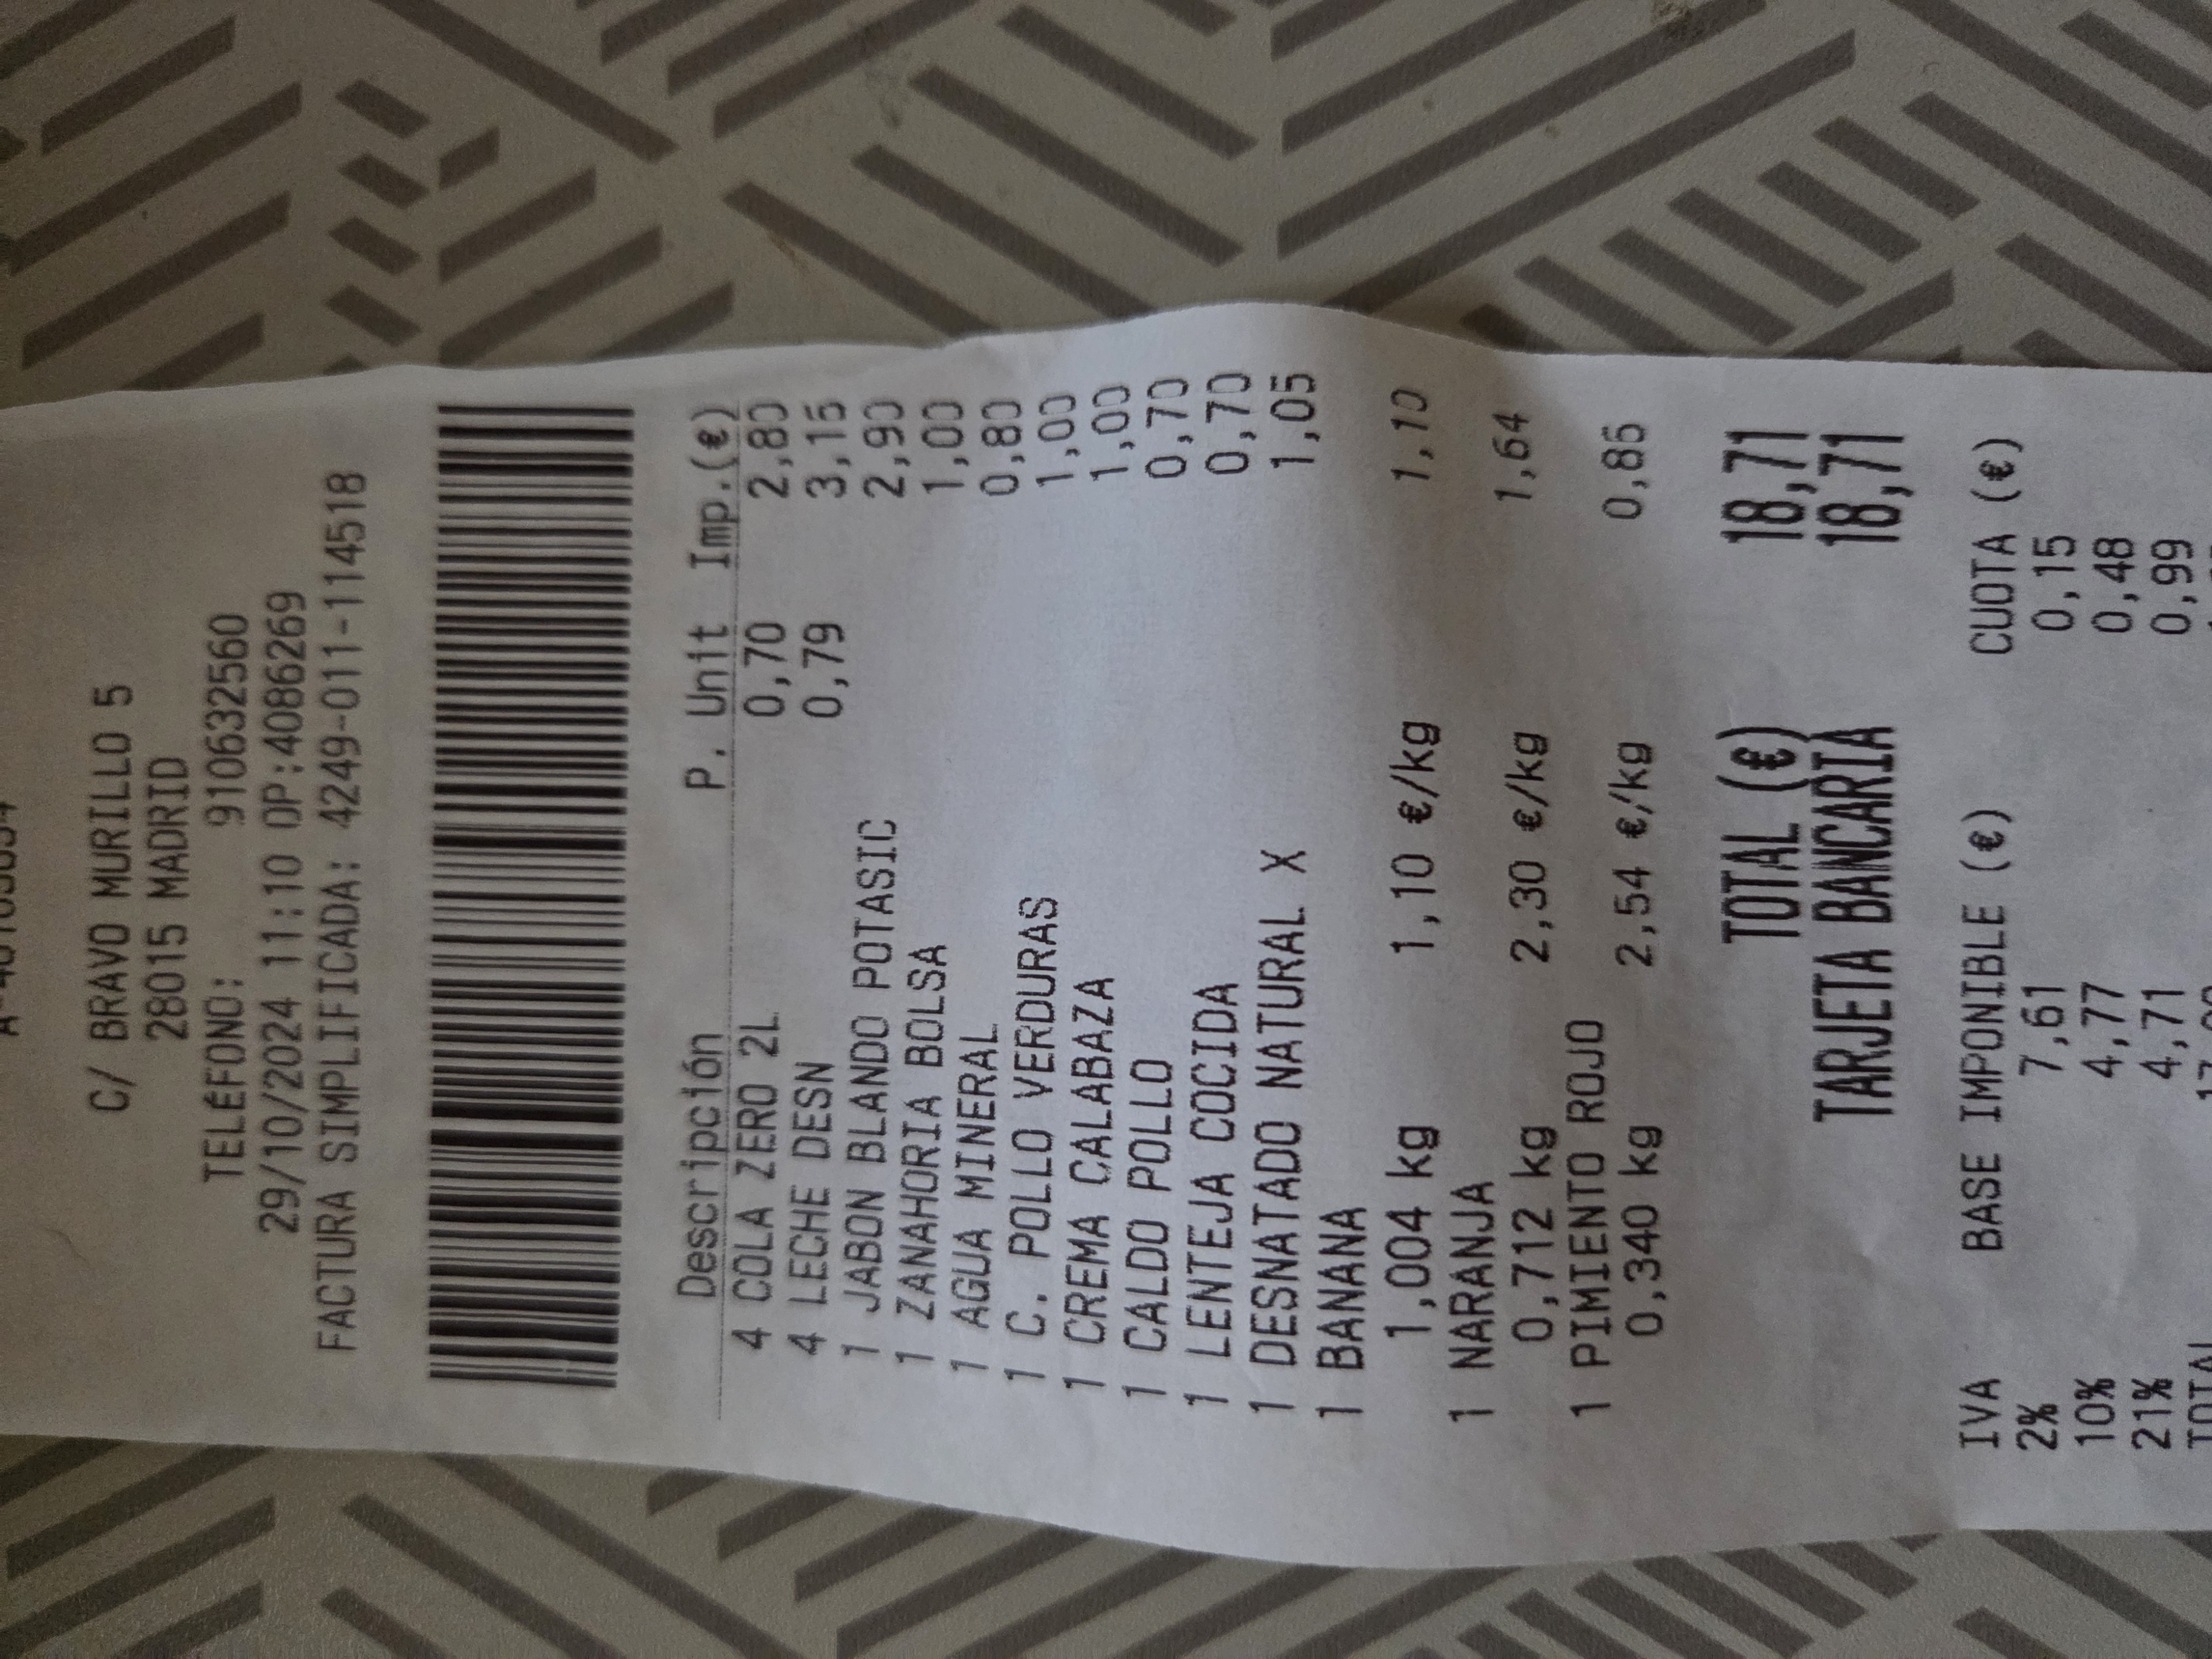 C/ BRAVO MURILLO 5
28015 MADRID
TELÉFONO: 910632560
29/10/2024 11:10 OP:4086269
FACTURA SIMPLIFICADA: 4249-011-114518
Descripción P. Unit Imp.(€)
4 COLA ZERO 2L 0,70 2,80
4 LECHE DESN 0,79 3,16
1 JABON BLANDO POTASIC 2,90
1 ZANAHORIA BOLSA 1,00
1 AGUA MINERAL 0,80
1 C. POLLO VERDURAS 1,00
1 CREMA CALABAZA 1,00
1 CALDO POLLO 0,70
1 LENTEJA COCIDA 0,70
1 DESNATADO NATURAL X 1,05
1 BANANA
1,004 kg 1,10 €/kg 1,10
1 NARANJA
0,712 kg 2,30 €/kg 1,64
1 PIMIENTO ROJO
0,340 kg 2,54 €/kg 0,86
TOTAL (€) 18,71
TARJETA BANCARIA 18,71
IVA BASE IMPONIBLE (€) CUOTA (€)
2% 7,61 0,15
10% 4,77 0,48
21% 4,71 0,99
TOTAL